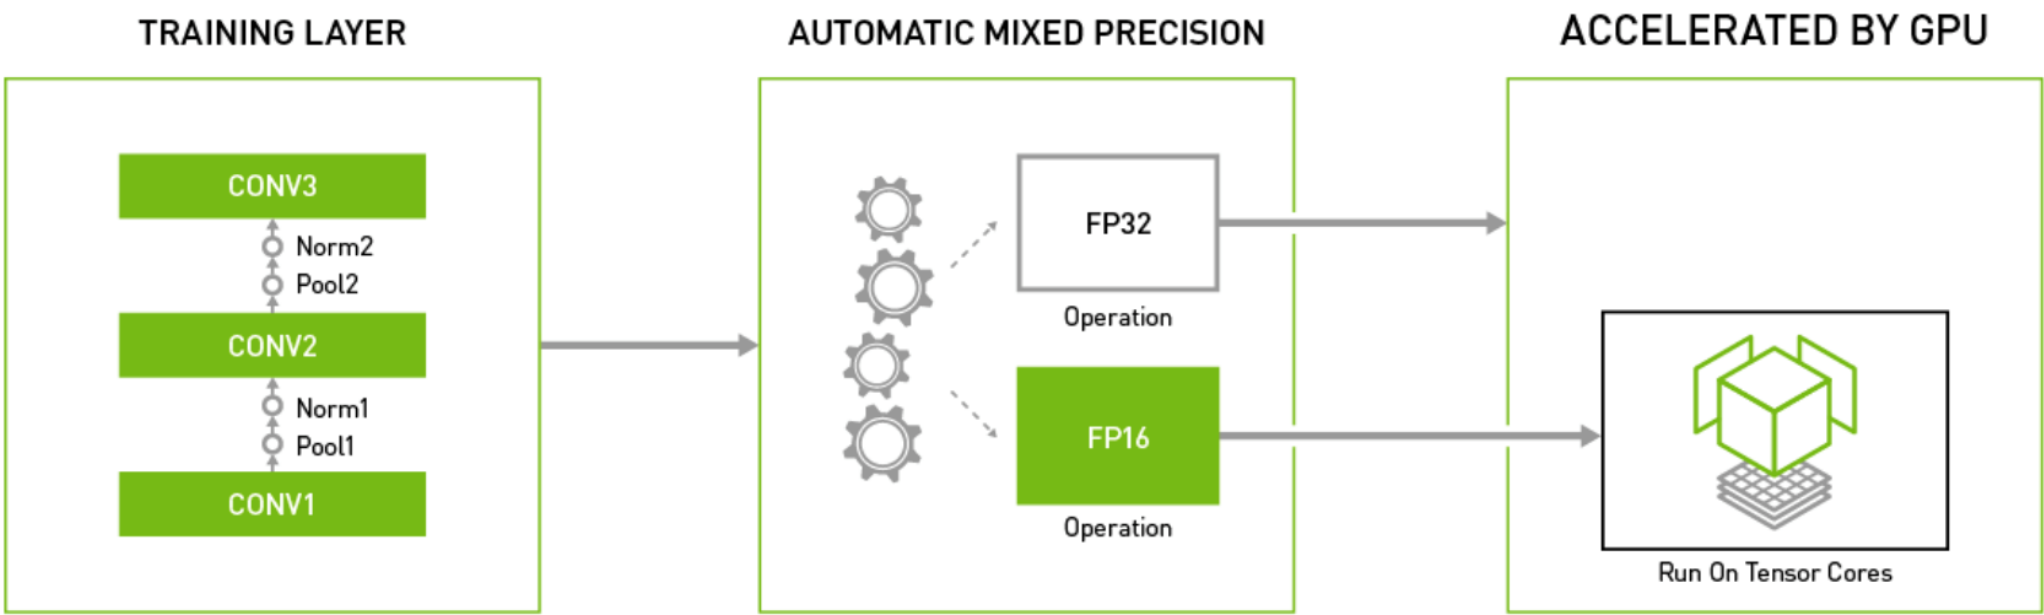 TRAINING LAYER
CONV3
Norm2
Pool2
CONV2
Norm1
Pool1
CONV1
AUTOMATIC MIXED PRECISION
FP32
Operation
FP16
Operation
ACCELERATED BY GPU
Run On Tensor Cores